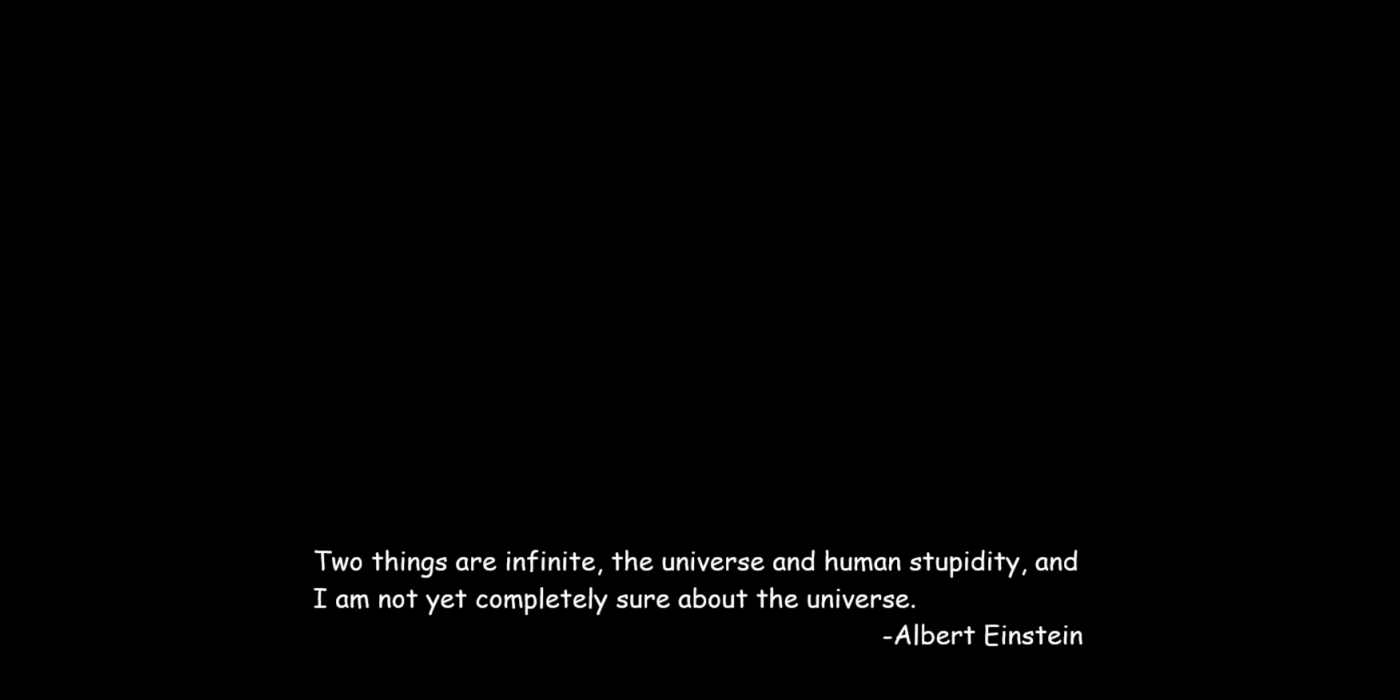 Two things are infinite, the universe and human stupidity, and
I am not yet completely sure about the universe.
-Albert Einstein